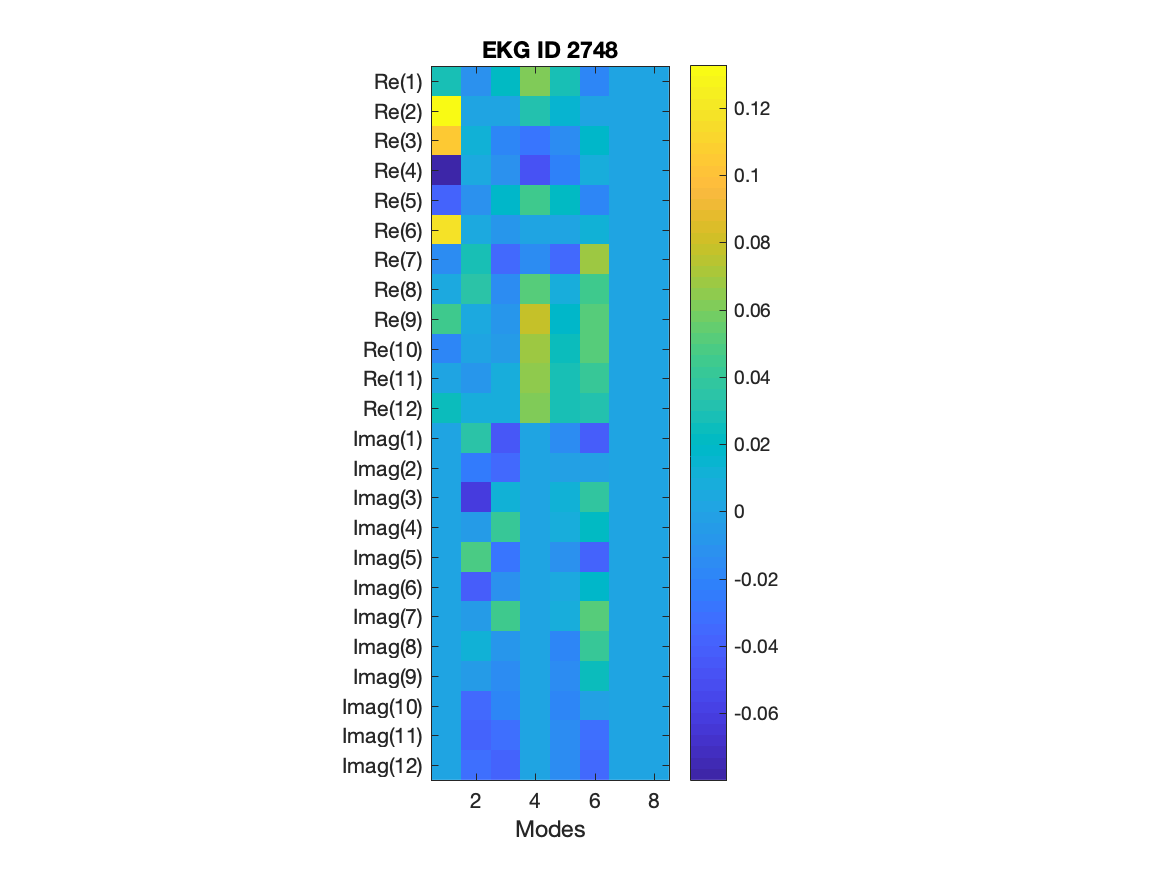 EKG ID 2748
Re(1)
Re(2)
Re(3)
Re(4)
Re(5)
Re(6)
Re(7)
Re(8)
Re(9)
Re(10)
Re(11)
Re(12)
Imag(1)
Imag(2)
Imag(3)
Imag(4)
Imag(5)
Imag(6)
Imag(7)
Imag(8)
Imag(9)
Imag(10)
Imag(11)
Imag(12)
2 4 6 8
Modes
0.12
0.1
0.08
0.06
0.04
0.02
0
-0.02
-0.04
-0.06